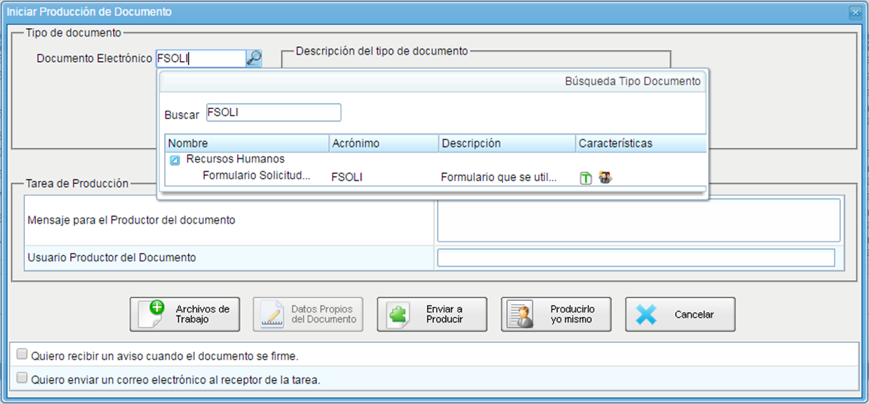 Iniciar Producción de Documento
Tipo de documento
Documento Electrónico FSOLI
Descripción del tipo de documento
Búsqueda Tipo Documento
Buscar FSOLI
Nombre Acrónimo Descripción Características
Recursos Humanos
Formulario Solicitud... FSOLI Formulario que se util...
Tarea de Producción
Mensaje para el Productor del documento
Usuario Productor del Documento
Archivos de
Trabajo
Datos Propios
del Documento
Enviar a
Producir
Producirlo
yo mismo
Cancelar
Quiero recibir un aviso cuando el documento se firme.
Quiero enviar un correo electrónico al receptor de la tarea.